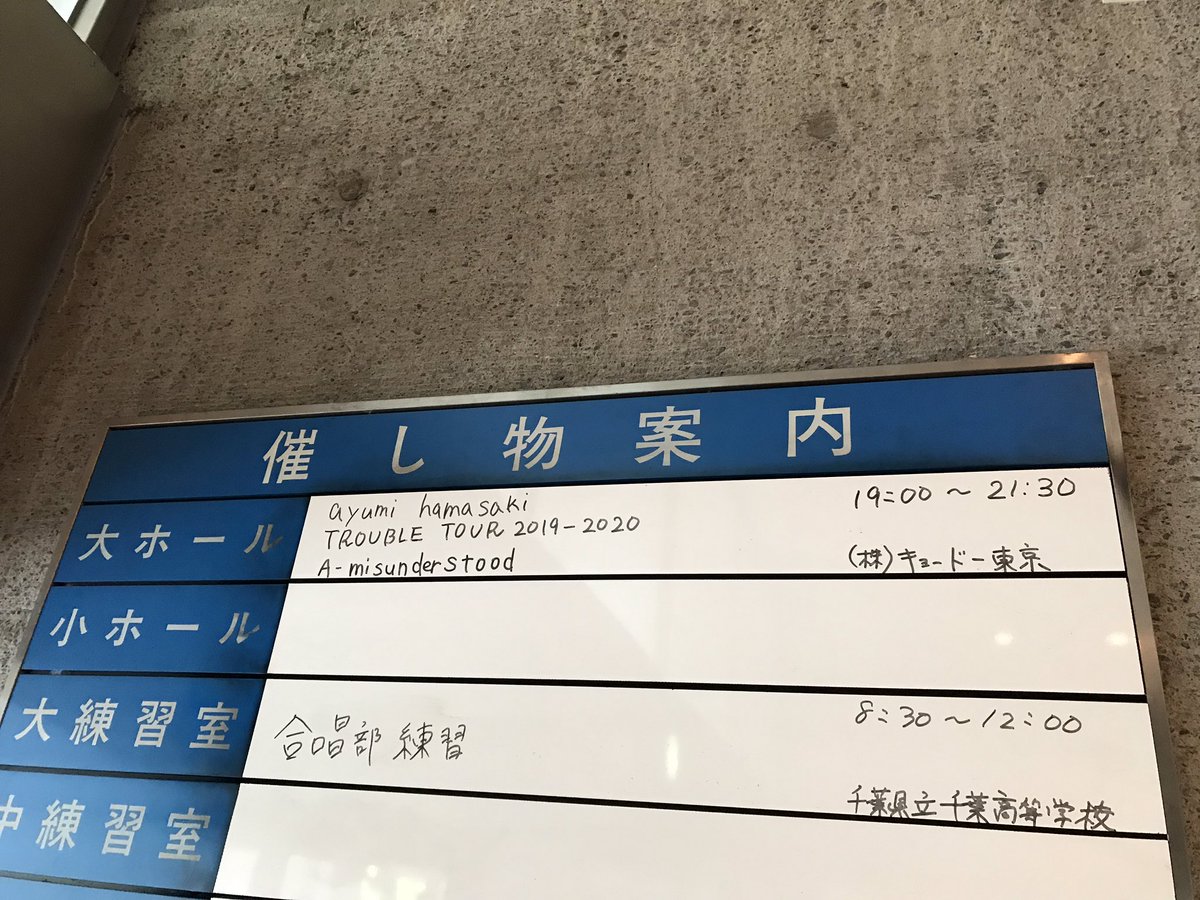 催し物案内
大ホール
ayumi hamasaki
TROUBLE TOUR 2019-2020
A-misunderstood
19:00～21:30
(株)キョードー東京
小ホール
大練習室
合唱部 練習
8:30～12:00
千葉県立千葉高等学校
中練習室